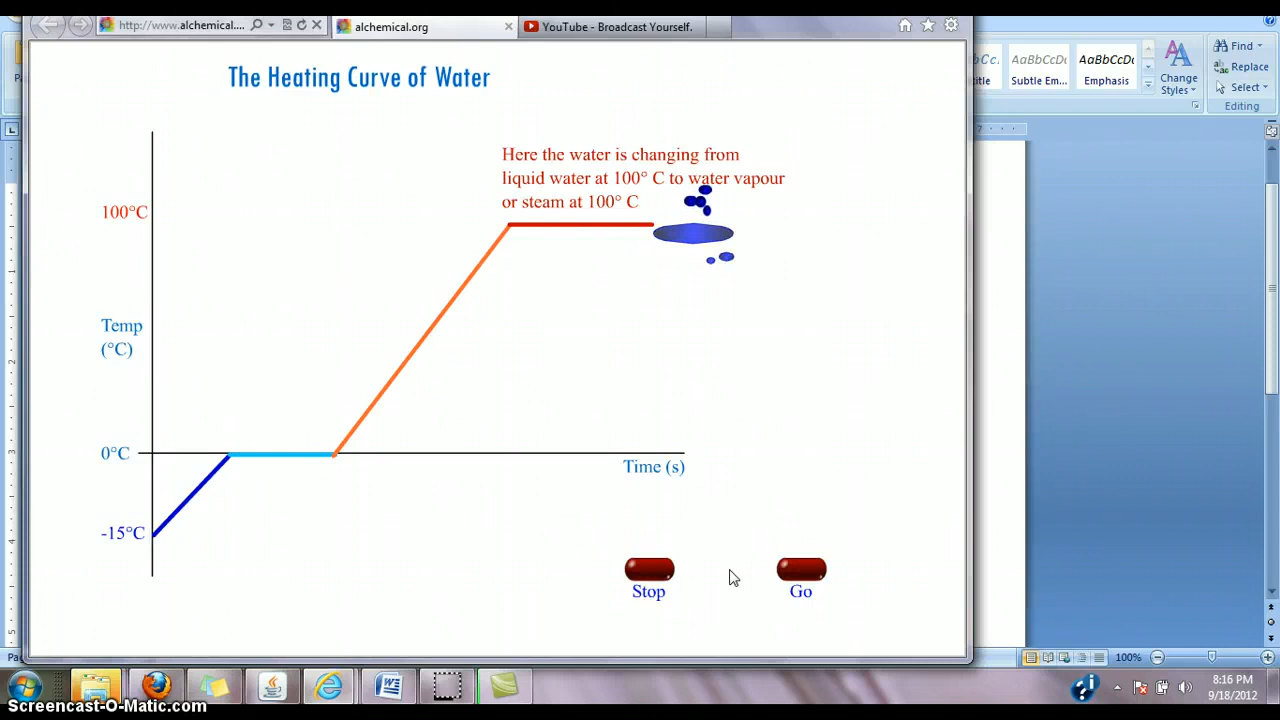 http://www.alchemical....
alchemical.org
YouTube - Broadcast Yourself.
AaBbCcDc
AaBbCcDc
Subtle Em...
Emphasis
Change
Styles
Find
Replace
Select
Editing
The Heating Curve of Water
Here the water is changing from
liquid water at 100° C to water vapour
or steam at 100° C
100°C
Temp
(°C)
0°C
Time (s)
-15°C
Stop
Go
100%
8:16 PM
9/18/2012
Screencast-O-Matic.com